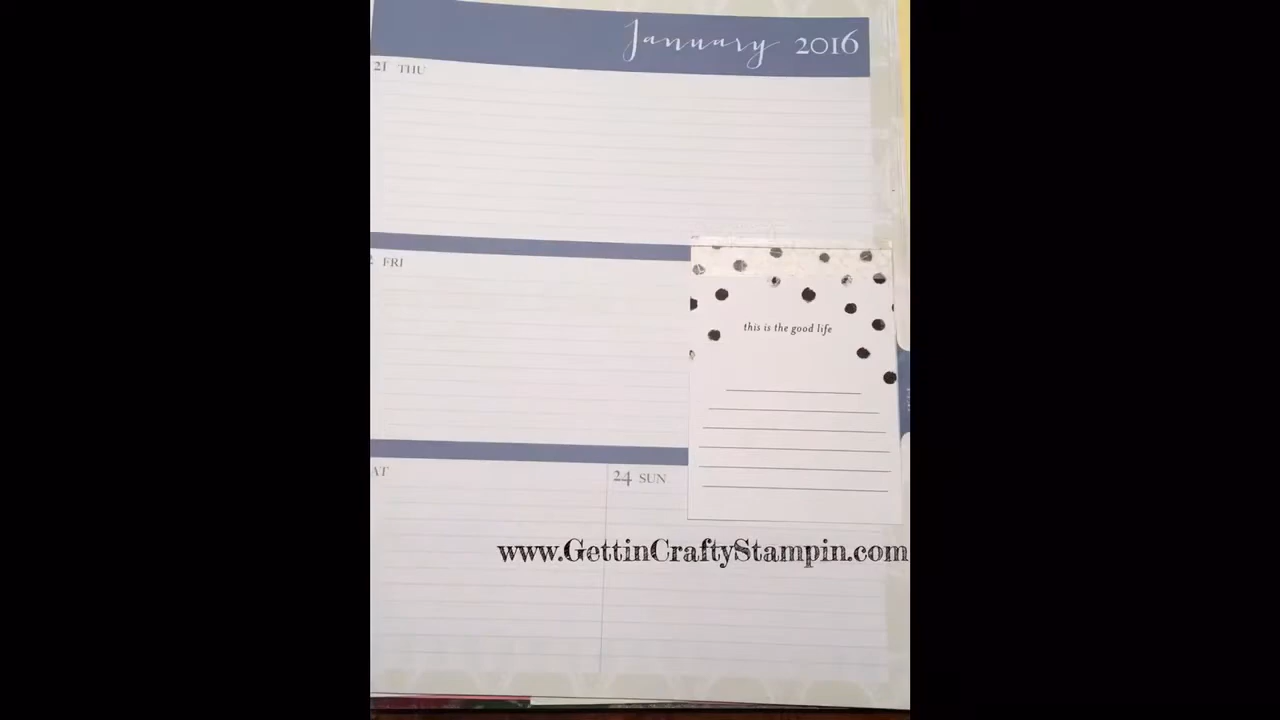 January 2016
21 THU
FRI
this is the good life
AT
24 SUN
www.GettinCraftyStampin.com